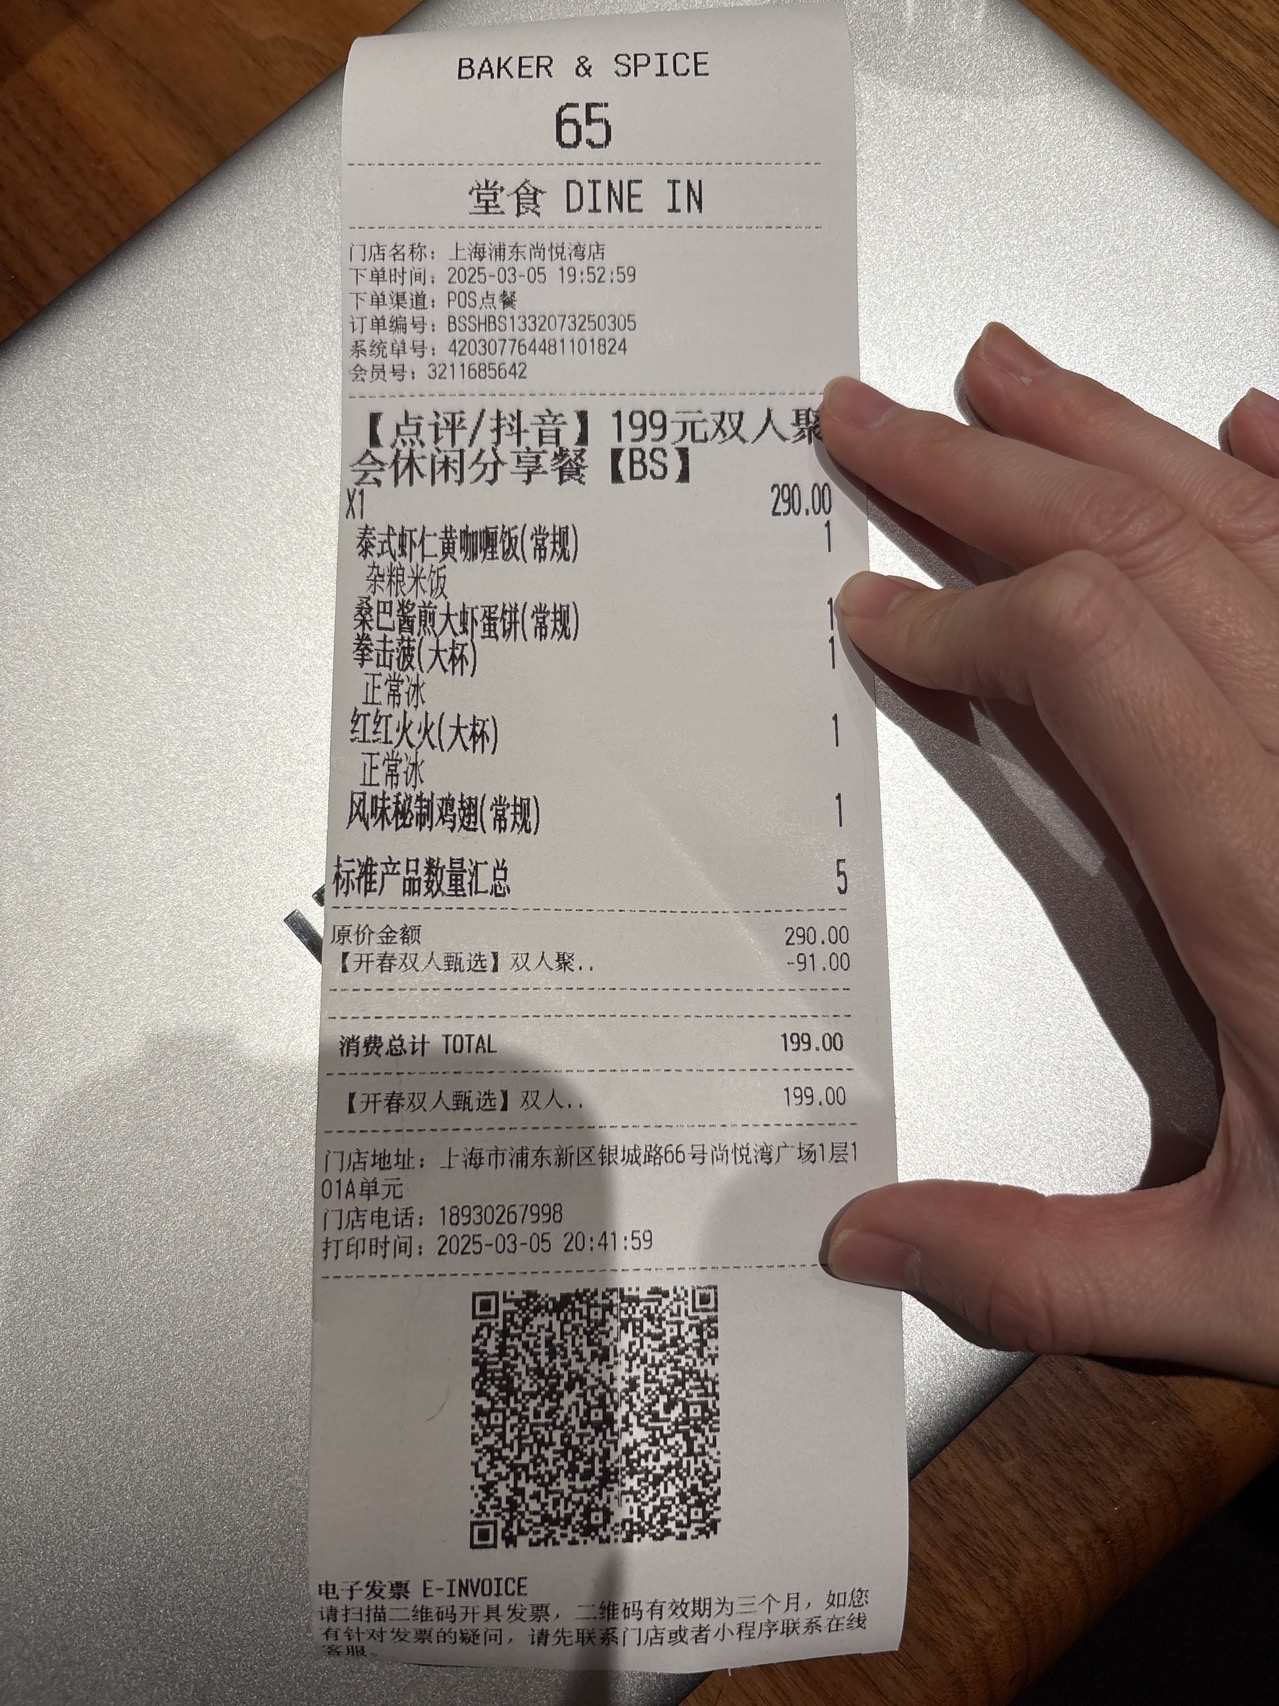 BAKER & SPICE
65
堂食 DINE IN
门店名称：上海浦东尚悦湾店
下单时间：2025-03-05 19:52:59
下单渠道：POS点餐
订单编号：BSSHBS1332073250305
系统单号：420307764481101824
会员号：3211685642
【点评/抖音】199元双人聚
会休闲分享餐【BS】
X1 290.00
泰式虾仁黄咖喱饭(常规) 1
杂粮米饭
桑巴酱煎大虾蛋饼(常规) 1
拳击菠(大杯) 1
正常冰
红红火火(大杯) 1
正常冰
风味秘制鸡翅(常规) 1
标准产品数量汇总 5
原价金额 290.00
【开春双人甄选】双人聚.. -91.00
消费总计 TOTAL 199.00
【开春双人甄选】双人.. 199.00
门店地址：上海市浦东新区银城路66号尚悦湾广场1层1
01A单元
门店电话：18930267998
打印时间：2025-03-05 20:41:59
电子发票 E-INVOICE
请扫描二维码开具发票，二维码有效期为三个月，如您
有针对发票的疑问，请先联系门店或者小程序联系在线
客服。